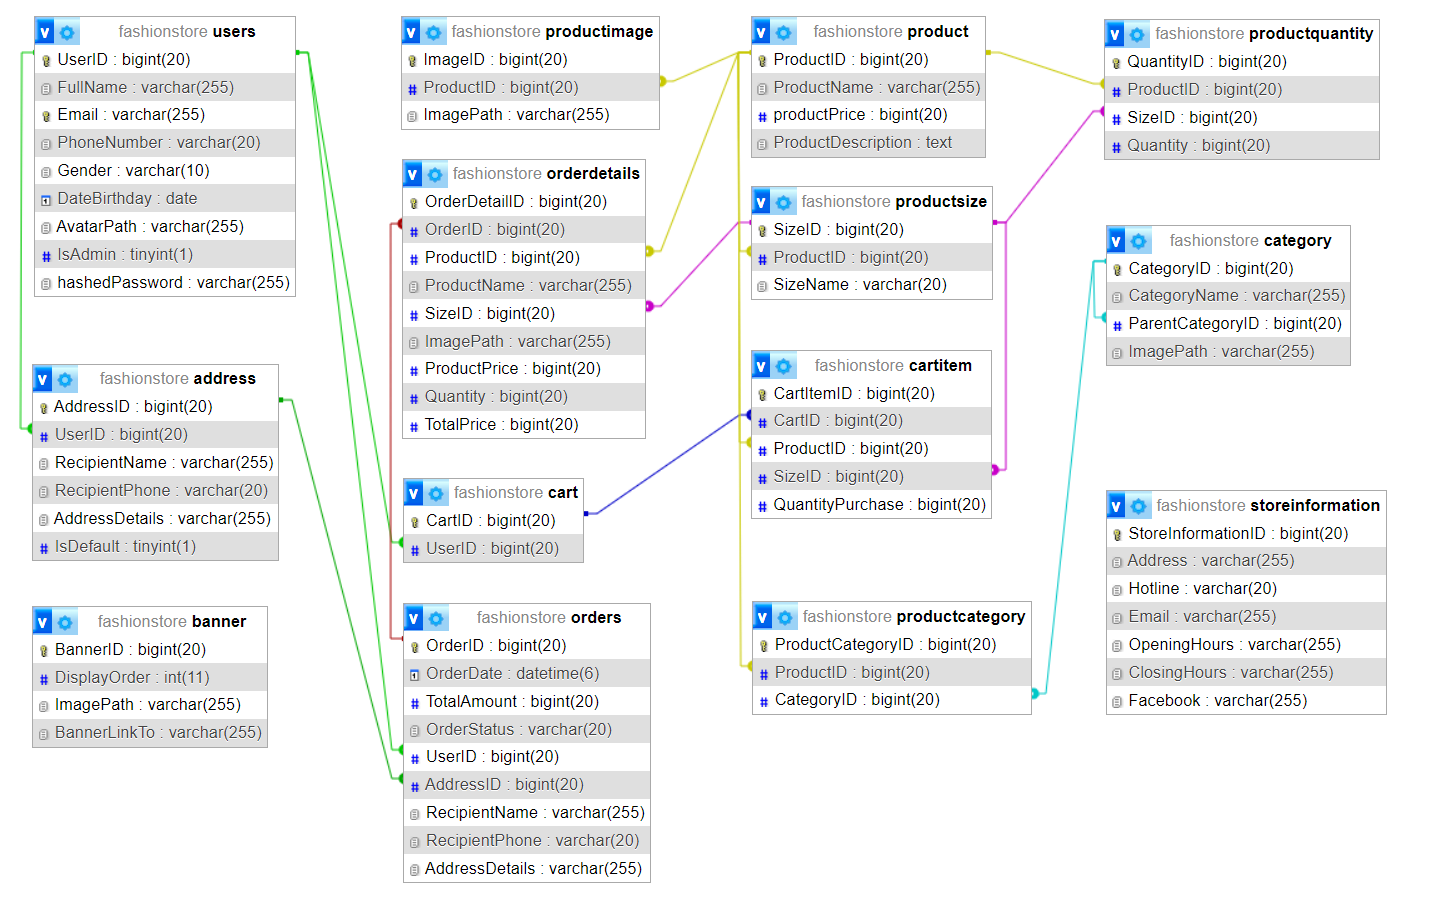 v fashionstore users
UserID : bigint(20)
FullName : varchar(255)
Email : varchar(255)
PhoneNumber : varchar(20)
Gender : varchar(10)
DateBirthday : date
AvatarPath : varchar(255)
# IsAdmin : tinyint(1)
hashedPassword : varchar(255)
v fashionstore address
AddressID : bigint(20)
# UserID : bigint(20)
RecipientName : varchar(255)
RecipientPhone : varchar(20)
AddressDetails : varchar(255)
# IsDefault : tinyint(1)
v fashionstore banner
BannerID : bigint(20)
# DisplayOrder : int(11)
ImagePath : varchar(255)
BannerLinkTo : varchar(255)
v fashionstore productimage
ImageID : bigint(20)
# ProductID : bigint(20)
ImagePath : varchar(255)
v fashionstore orderdetails
OrderDetailID : bigint(20)
# OrderID : bigint(20)
# ProductID : bigint(20)
ProductName : varchar(255)
# SizeID : bigint(20)
ImagePath : varchar(255)
# ProductPrice : bigint(20)
# Quantity : bigint(20)
# TotalPrice : bigint(20)
v fashionstore cart
CartID : bigint(20)
# UserID : bigint(20)
v fashionstore orders
OrderID : bigint(20)
OrderDate : datetime(6)
# TotalAmount : bigint(20)
OrderStatus : varchar(20)
# UserID : bigint(20)
# AddressID : bigint(20)
RecipientName : varchar(255)
RecipientPhone : varchar(20)
AddressDetails : varchar(255)
v fashionstore product
ProductID : bigint(20)
ProductName : varchar(255)
# productPrice : bigint(20)
ProductDescription : text
v fashionstore productsize
SizeID : bigint(20)
# ProductID : bigint(20)
SizeName : varchar(20)
v fashionstore cartitem
CartItemID : bigint(20)
# CartID : bigint(20)
# ProductID : bigint(20)
# SizeID : bigint(20)
# QuantityPurchase : bigint(20)
v fashionstore productcategory
ProductCategoryID : bigint(20)
# ProductID : bigint(20)
# CategoryID : bigint(20)
v fashionstore productquantity
QuantityID : bigint(20)
# ProductID : bigint(20)
# SizeID : bigint(20)
# Quantity : bigint(20)
v fashionstore category
CategoryID : bigint(20)
CategoryName : varchar(255)
# ParentCategoryID : bigint(20)
ImagePath : varchar(255)
v fashionstore storeinformation
StoreInformationID : bigint(20)
Address : varchar(255)
Hotline : varchar(20)
Email : varchar(255)
OpeningHours : varchar(255)
ClosingHours : varchar(255)
Facebook : varchar(255)